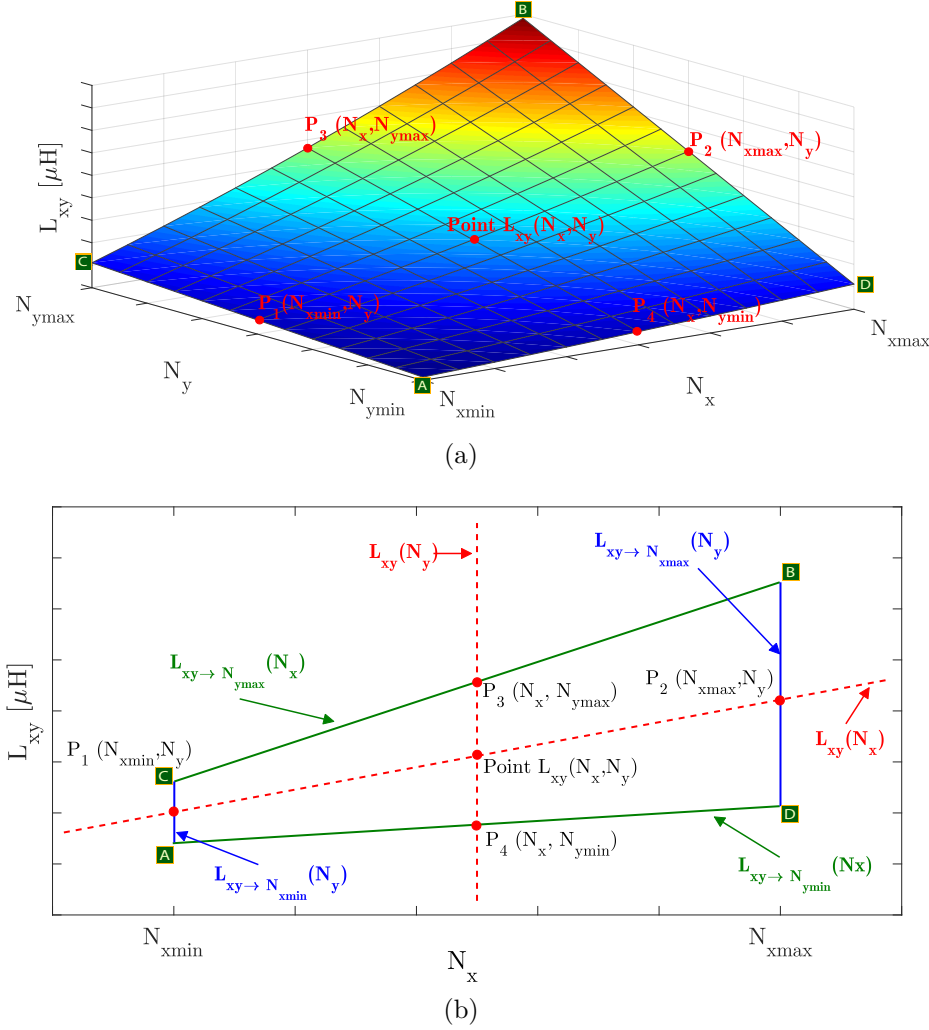 B
P3 (Nx,Nymax)
P2 (Nxmax,Ny)
Lxy [μH]
Point Lxy(Nx,Ny)
C
D
P1 (Nxmin,Ny)
P4 (Nx,Nymin)
Nymax
Nxmax
Ny
A
Nx
Nymin
Nxmin
(a)
Lxy(Ny)
Lxy→ Nxmax(Ny)
B
Lxy→ Nymax(Nx)
P3 (Nx, Nymax)
P2 (Nxmax,Ny)
Lxy [μH]
Lxy(Nx)
P1 (Nxmin,Ny)
C
Point Lxy(Nx,Ny)
D
A
P4 (Nx, Nymin)
Lxy→ Nxmin(Ny)
Lxy→ Nymin(Nx)
Nxmin
Nxmax
Nx
(b)